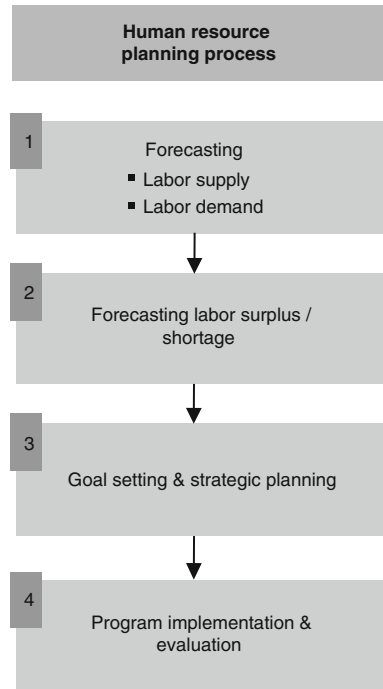 Human resource
planning process
1
Forecasting
▪ Labor supply
▪ Labor demand
2
Forecasting labor surplus /
shortage
3
Goal setting & strategic planning
4
Program implementation &
evaluation